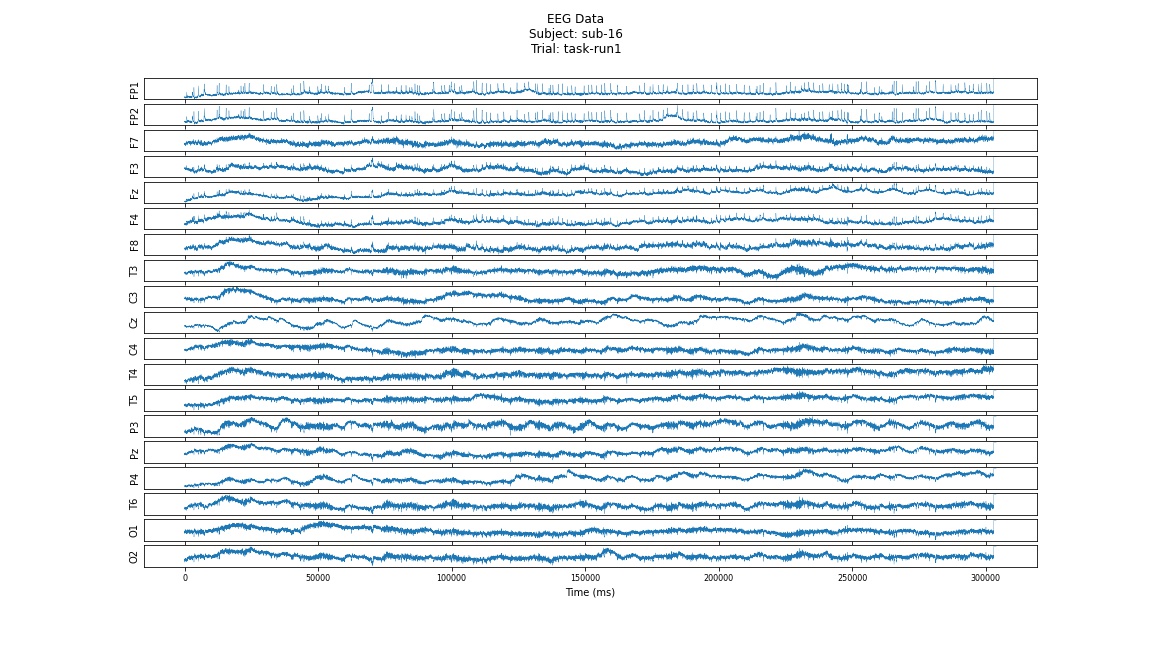 EEG Data
Subject: sub-16
Trial: task-run1
FP1
FP2
F7
F3
Fz
F4
F8
T3
C3
Cz
C4
T4
T5
P3
Pz
P4
T6
O1
O2
0 50000 100000 150000 200000 250000 300000
Time (ms)